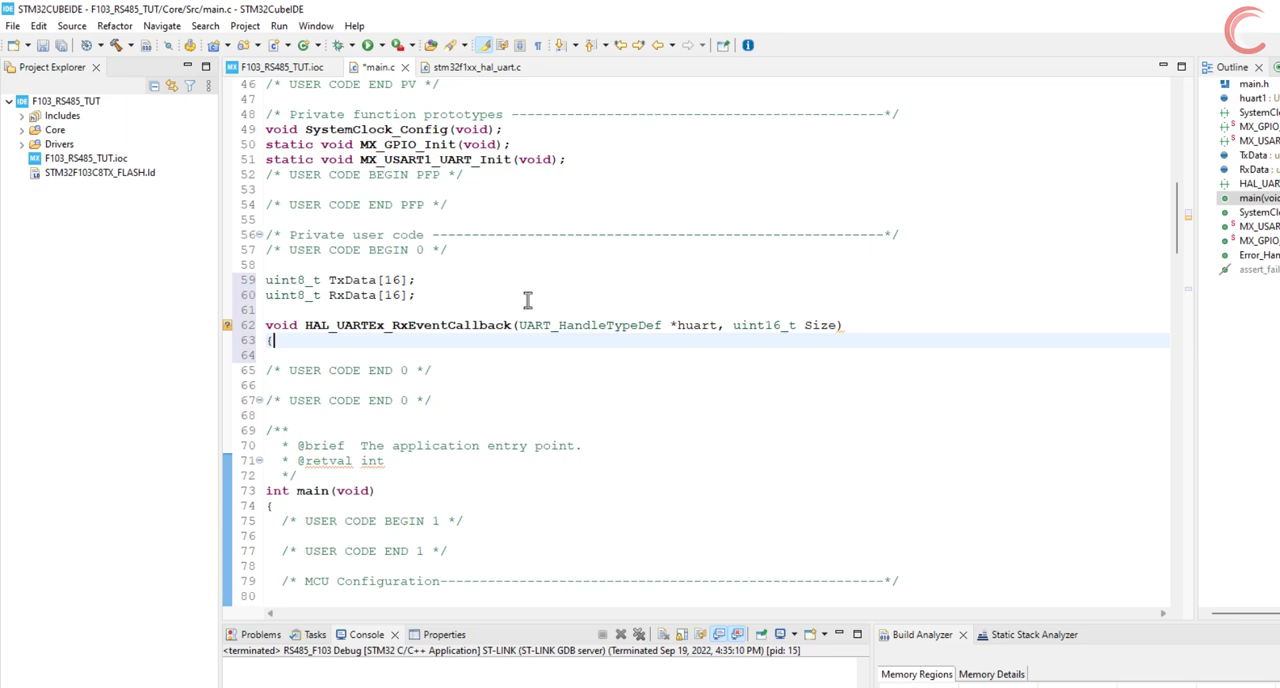 STM32CUBEIDE - F103_RS485_TUT/Core/Src/main.c - STM32CubeIDE
File Edit Source Refactor Navigate Search Project Run Window Help
Project Explorer
F103_RS485_TUT.ioc *main.c stm32f1xx_hal_uart.c
Outline
F103_RS485_TUT
Includes
Core
Drivers
F103_RS485_TUT.ioc
STM32F103C8TX_FLASH.ld
46 /* USER CODE END PV */
47
48 /* Private function prototypes -----------------------------------------------*/
49 void SystemClock_Config(void);
50 static void MX_GPIO_Init(void);
51 static void MX_USART1_UART_Init(void);
52 /* USER CODE BEGIN PFP */
53
54 /* USER CODE END PFP */
55
56 /* Private user code ---------------------------------------------------------*/
57 /* USER CODE BEGIN 0 */
58
59 uint8_t TxData[16];
60 uint8_t RxData[16];
61
62 void HAL_UARTEx_RxEventCallback(UART_HandleTypeDef *huart, uint16_t Size)
63 {
64
65 /* USER CODE END 0 */
66
67 /* USER CODE END 0 */
68
69 /**
70 * @brief The application entry point.
71 * @retval int
72 */
73 int main(void)
74 {
75 /* USER CODE BEGIN 1 */
76
77 /* USER CODE END 1 */
78
79 /* MCU Configuration--------------------------------------------------------*/
80
main.h
huart1 : U
SystemCl
MX_GPIO_
MX_USAR
TxData : u
RxData : u
HAL_UAR
main(void
SystemCl
MX_USAR
MX_GPIO_
Error_Han
assert_fail
Problems Tasks Console Properties
<terminated> RS485_F103 Debug [STM32 C/C++ Application] ST-LINK (ST-LINK GDB server) (Terminated Sep 19, 2022, 4:35:10 PM) [pid: 15]
Build Analyzer Static Stack Analyzer
Memory Regions Memory Details